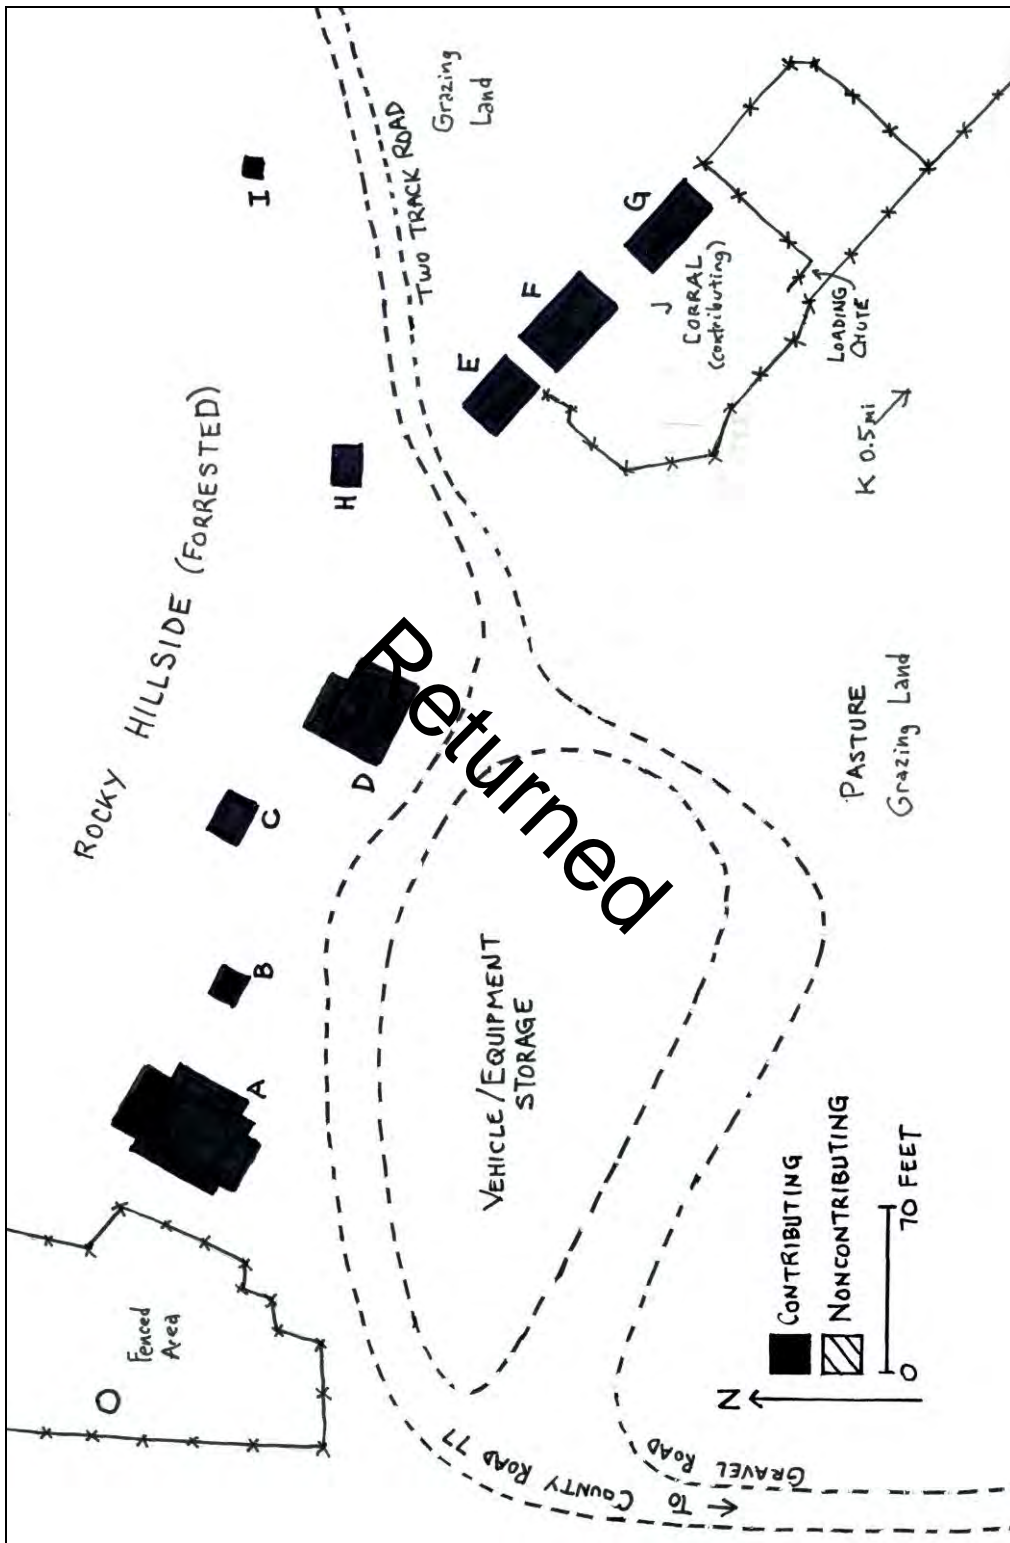 ROCKY HILLSIDE (FORRESTED)
I
TWO TRACK ROAD
Grazing
Land
G
F
E
H
J
CORRAL
(contributing)
LOADING
CHUTE
K 0.5 mi
D
C
B
A
Returned
Fenced
Area
VEHICLE/EQUIPMENT
STORAGE
PASTURE
Grazing Land
TO COUNTY ROAD 77
GRAVEL ROAD
N
CONTRIBUTING
NONCONTRIBUTING
0 70 FEET